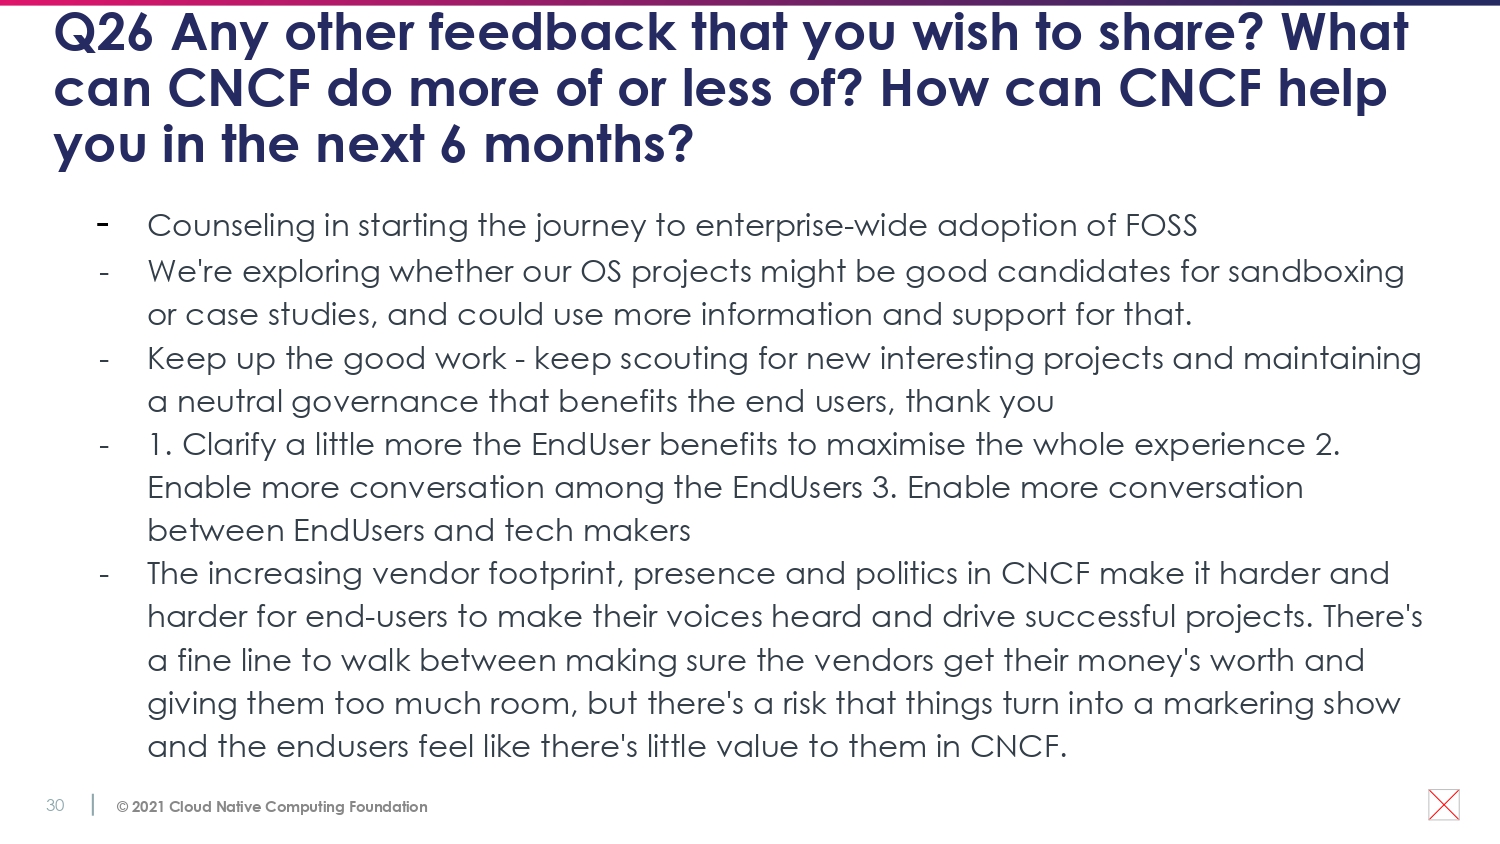 Q26 Any other feedback that you wish to share? What
can CNCF do more of or less of? How can CNCF help
you in the next 6 months?
- Counseling in starting the journey to enterprise-wide adoption of FOSS
- We're exploring whether our OS projects might be good candidates for sandboxing
or case studies, and could use more information and support for that.
- Keep up the good work - keep scouting for new interesting projects and maintaining
a neutral governance that benefits the end users, thank you
- 1. Clarify a little more the EndUser benefits to maximise the whole experience 2.
Enable more conversation among the EndUsers 3. Enable more conversation
between EndUsers and tech makers
- The increasing vendor footprint, presence and politics in CNCF make it harder and
harder for end-users to make their voices heard and drive successful projects. There's
a fine line to walk between making sure the vendors get their money's worth and
giving them too much room, but there's a risk that things turn into a markering show
and the endusers feel like there's little value to them in CNCF.
30 | © 2021 Cloud Native Computing Foundation